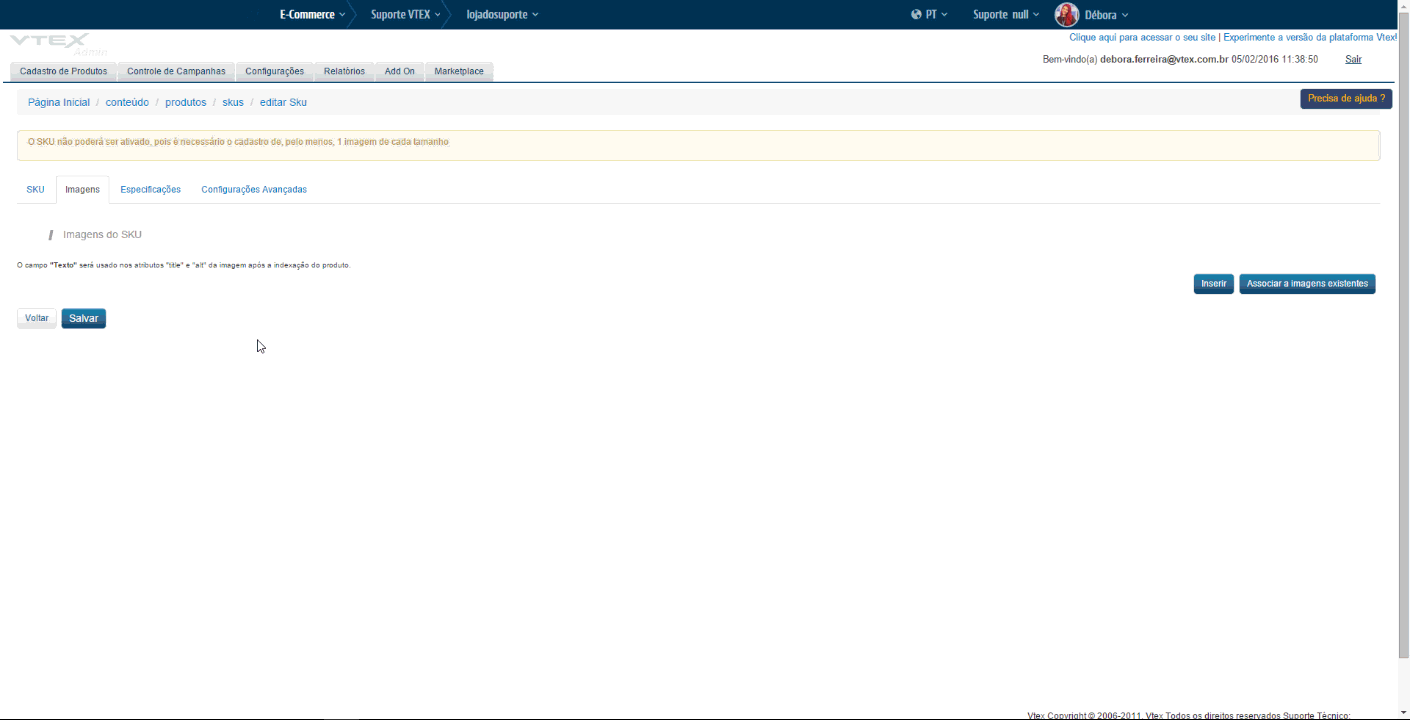 E-Commerce Suporte VTEX lojadosuporte PT Suporte null Débora
VTEX
Admin
Clique aqui para acessar o seu site | Experimente a versão da plataforma Vtex!
Bem-vindo(a) debora.ferreira@vtex.com.br 05/02/2016 11:38:50 Sair
Cadastro de Produtos Controle de Campanhas Configurações Relatórios Add On Marketplace
Página Inicial / conteúdo / produtos / skus / editar Sku
Precisa de ajuda ?
O SKU não poderá ser ativado, pois é necessário o cadastro de, pelo menos, 1 imagem de cada tamanho
SKU Imagens Especificações Configurações Avançadas
Imagens do SKU
O campo "Texto" será usado nos atributos "title" e "alt" da imagem após a indexação do produto.
Inserir Associar a imagens existentes
Voltar Salvar
Vtex Copyright © 2006-2011. Vtex Todos os direitos reservados Suporte Técnico: